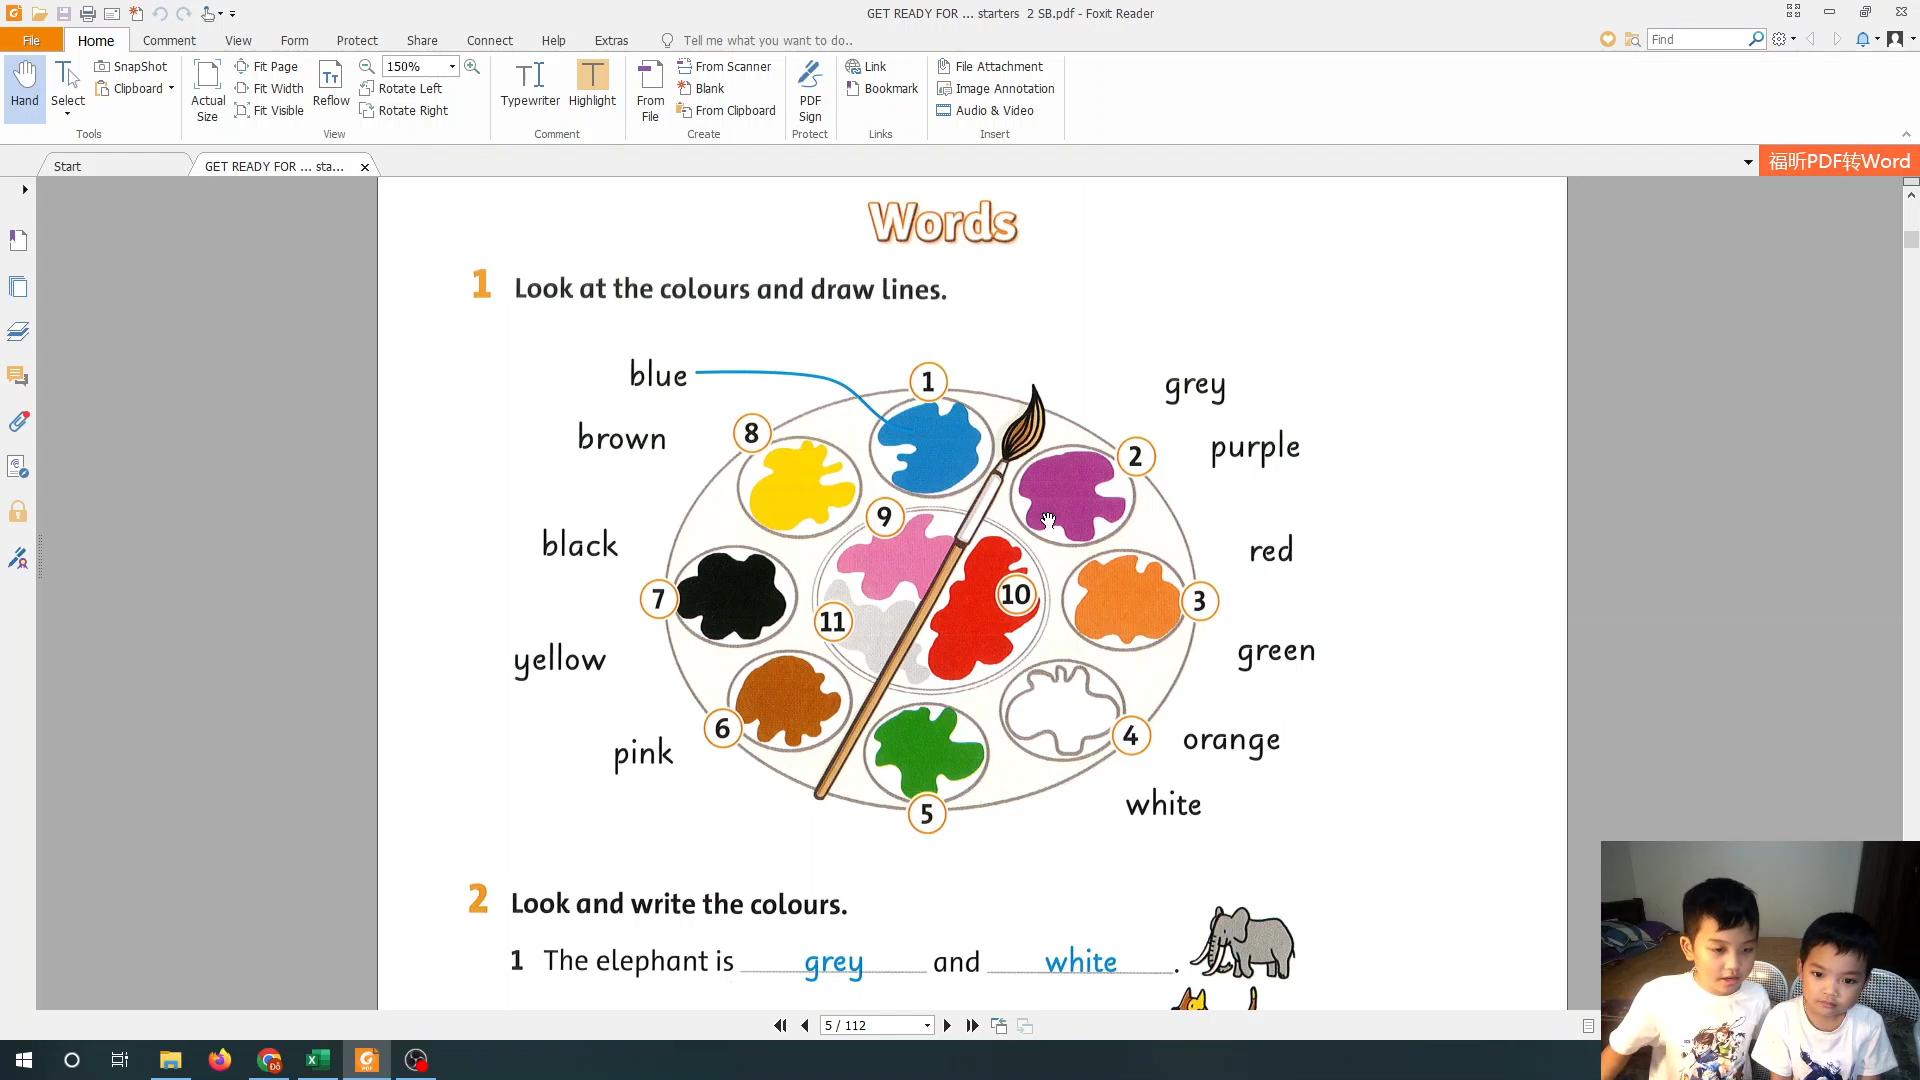 GET READY FOR ... starters  2 SB.pdf - Foxit Reader
File
Home
Comment
View
Form
Protect
Share
Connect
Help
Extras
Tell me what you want to do..
Find
Hand
Select
SnapShot
Clipboard
Tools
Actual Size
Fit Page
Fit Width
Fit Visible
Reflow
150%
Rotate Left
Rotate Right
View
Typewriter
Highlight
Comment
From File
From Scanner
Blank
From Clipboard
Create
PDF Sign
Protect
Link
Bookmark
Links
File Attachment
Image Annotation
Audio & Video
Insert
Start
GET READY FOR ... sta...
福昕PDF转Word
Words
1 Look at the colours and draw lines.
blue
brown
black
yellow
pink
grey
purple
red
green
orange
white
1
2
3
4
5
6
7
8
9
10
11
2 Look and write the colours.
1 The elephant is grey and white.
5 / 112